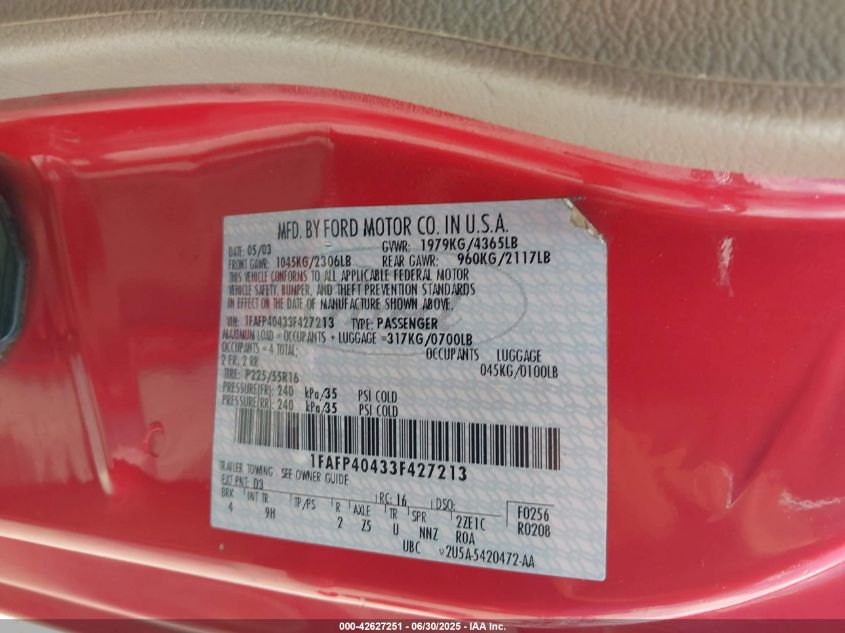 MFD. BY FORD MOTOR CO. IN U.S.A.
DATE: 05/03 GVWR: 1979KG/4365LB
FRONT GAWR: 1045KG/2306LB REAR GAWR: 960KG/2117LB
THIS VEHICLE CONFORMS TO ALL APPLICABLE FEDERAL MOTOR
VEHICLE SAFETY, BUMPER, AND THEFT PREVENTION STANDARDS
IN EFFECT ON THE DATE OF MANUFACTURE SHOWN ABOVE.
VIN: 1FAFP40433F427213 TYPE: PASSENGER
MAXIMUM LOAD = OCCUPANTS + LUGGAGE =317KG/0700LB
OCCUPANTS = 4 TOTAL; OCCUPANTS LUGGAGE
2 FR, 2 RR 045KG/0100LB
TIRE: P225/55R16
PRESSURE(FR): 240 kPa/35 PSI COLD
PRESSURE(RR): 240 kPa/35 PSI COLD
1FAFP40433F427213
TRAILER TOWING - SEE OWNER GUIDE
EXT PNT: D3 RC: 16 DSO: F0256
BRK INT TR TP/PS R AXLE TR SPR 2ZE1C R0208
4 9H 2 Z5 U NNZ ROA
UBC 2U5A-5420472-AA
000-42627251 - 06/30/2025 - IAA Inc.